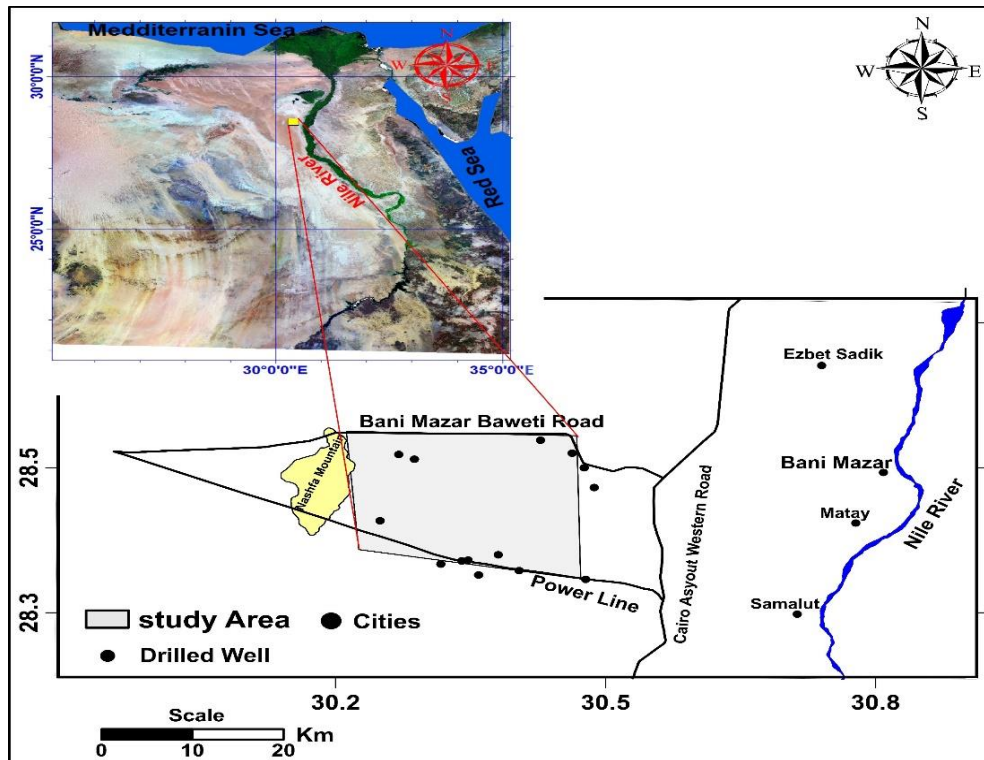 Medditerranin Sea
N
W E
S
30°0'0"N
25°0'0"N
Nile River
Red Sea
30°0'0"E 35°0'0"E
N
W E
S
Ezbet Sadik
Bani Mazar Baweti Road
Nashfa Mountain
28.5
Bani Mazar
Matay
Nile River
Cairo Asyout Western Road
Power Line
Samalut
28.3
study Area Cities
Drilled Well
30.2 30.5 30.8
Scale
Km
0 10 20